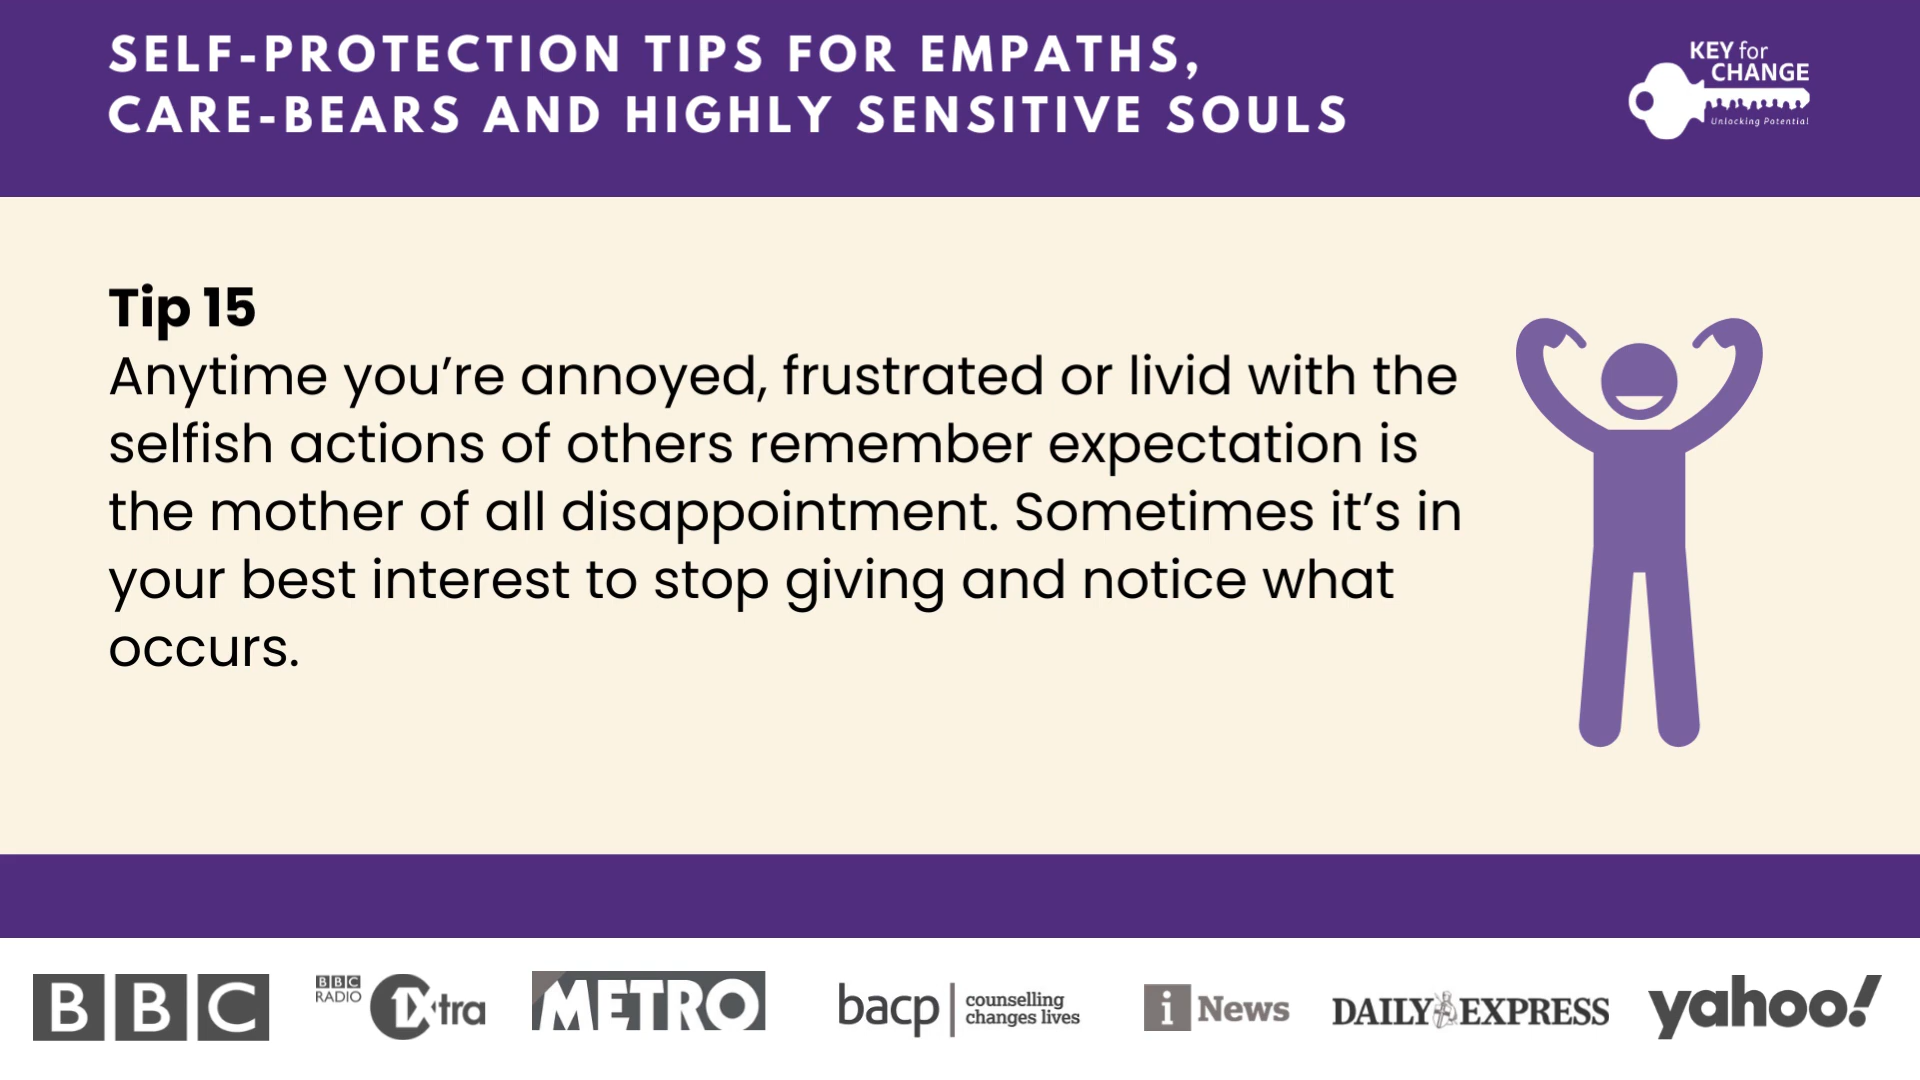 SELF-PROTECTION TIPS FOR EMPATHS,
CARE-BEARS AND HIGHLY SENSITIVE SOULS
KEY for
CHANGE
Unlocking Potential
Tip 15
Anytime you’re annoyed, frustrated or livid with the
selfish actions of others remember expectation is
the mother of all disappointment. Sometimes it’s in
your best interest to stop giving and notice what
occurs.
BBC
BBC
RADIO
1Xtra
METRO
bacp
counselling
changes lives
i News
DAILY EXPRESS
yahoo!